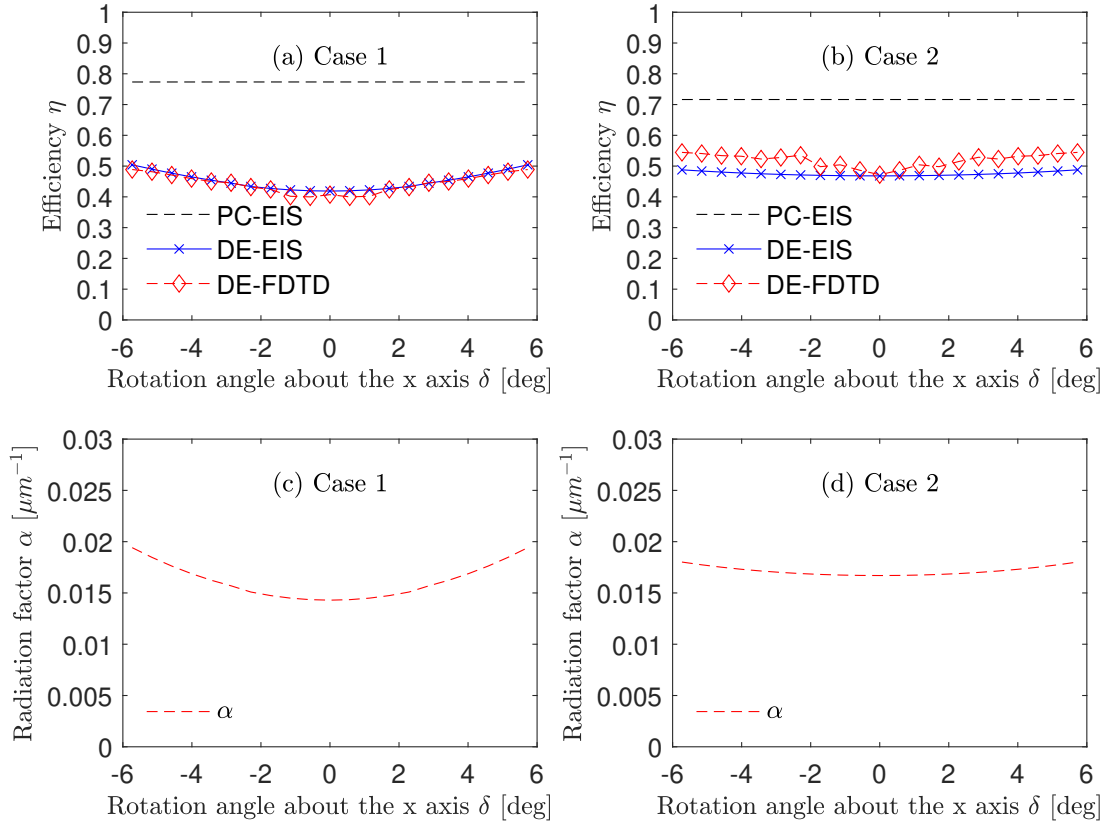 (a) Case 1
Efficiency η
1
0.9
0.8
0.7
0.6
0.5
0.4
0.3
0.2
0.1
0
PC-EIS
DE-EIS
DE-FDTD
-6 -4 -2 0 2 4 6
Rotation angle about the x axis δ [deg]
(b) Case 2
Efficiency η
1
0.9
0.8
0.7
0.6
0.5
0.4
0.3
0.2
0.1
0
PC-EIS
DE-EIS
DE-FDTD
-6 -4 -2 0 2 4 6
Rotation angle about the x axis δ [deg]
(c) Case 1
Radiation factor α [μm⁻¹]
0.03
0.025
0.02
0.015
0.01
0.005
0
α
-6 -4 -2 0 2 4 6
Rotation angle about the x axis δ [deg]
(d) Case 2
Radiation factor α [μm⁻¹]
0.03
0.025
0.02
0.015
0.01
0.005
0
α
-6 -4 -2 0 2 4 6
Rotation angle about the x axis δ [deg]